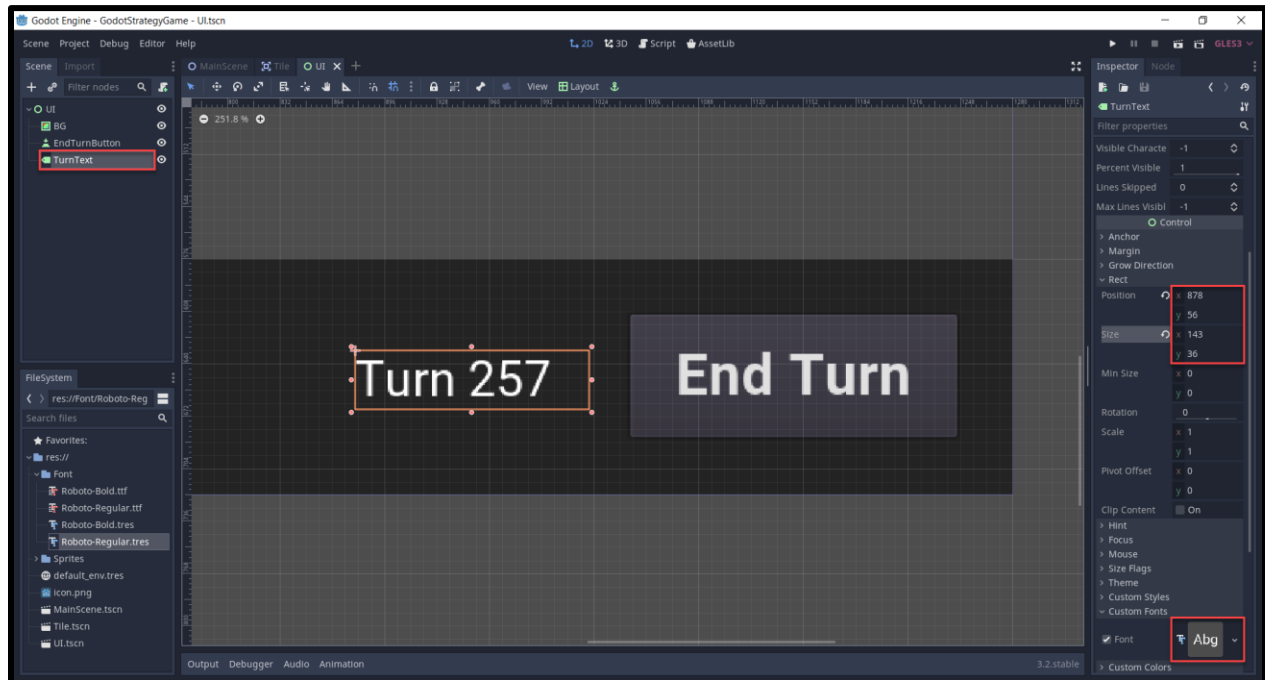 Godot Engine - GodotStrategyGame - UI.tscn
Scene Project Debug Editor Help
2D 3D Script AssetLib
GLES3
Scene Import
Filter nodes
UI
BG
EndTurnButton
TurnText
MainScene Tile UI X +
View Layout
251.8 %
Turn 257
End Turn
FileSystem
res://Font/Roboto-Reg
Search files
Favorites:
res://
Font
Roboto-Bold.ttf
Roboto-Regular.ttf
Roboto-Bold.tres
Roboto-Regular.tres
Sprites
default_env.tres
icon.png
MainScene.tscn
Tile.tscn
UI.tscn
Output Debugger Audio Animation
3.2.stable
Inspector Node
TurnText
Filter properties
Visible Characte -1
Percent Visible 1
Lines Skipped 0
Max Lines Visibl -1
Control
Anchor
Margin
Grow Direction
Rect
Position x 878
y 56
Size x 143
y 36
Min Size x 0
y 0
Rotation 0
Scale x 1
y 1
Pivot Offset x 0
y 0
Clip Content On
Hint
Focus
Mouse
Size Flags
Theme
Custom Styles
Custom Fonts
Font Abg
Custom Colors